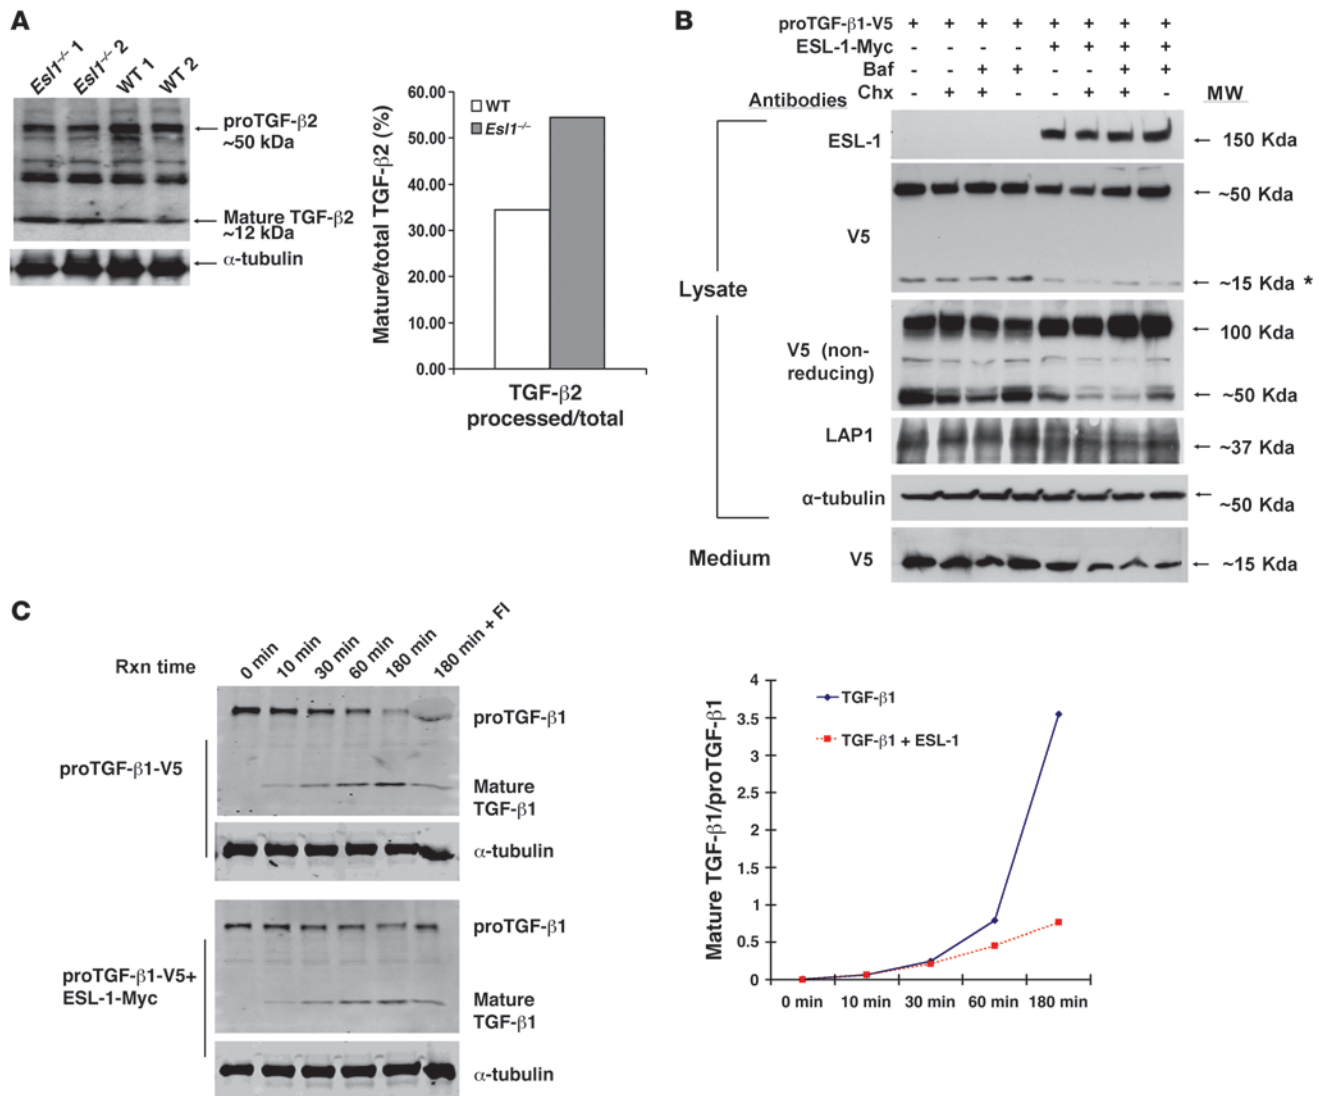 A
Esl1–/– 1
Esl1–/– 2
WT 1
WT 2
proTGF-β2
~50 kDa
Mature TGF-β2
~12 kDa
α-tubulin
60.00
50.00
40.00
30.00
20.00
10.00
0.00
Mature/total TGF-β2 (%)
WT
Esl1–/–
TGF-β2
processed/total
B
proTGF-β1-V5 + + + + + + + +
ESL-1-Myc - - - - + + + +
Baf - - + + - - + +
Chx - + + - - + + -
Antibodies
MW
Lysate
ESL-1
150 Kda
V5
~50 Kda
~15 Kda *
V5 (non-
reducing)
100 Kda
~50 Kda
LAP1
~37 Kda
α-tubulin
~50 Kda
Medium
V5
~15 Kda
C
Rxn time
0 min
10 min
30 min
60 min
180 min
180 min + FI
proTGF-β1-V5
proTGF-β1
Mature
TGF-β1
α-tubulin
proTGF-β1-V5+
ESL-1-Myc
proTGF-β1
Mature
TGF-β1
α-tubulin
Mature TGF-β1/proTGF-β1
4
3.5
3
2.5
2
1.5
1
0.5
0
TGF-β1
TGF-β1 + ESL-1
0 min
10 min
30 min
60 min
180 min